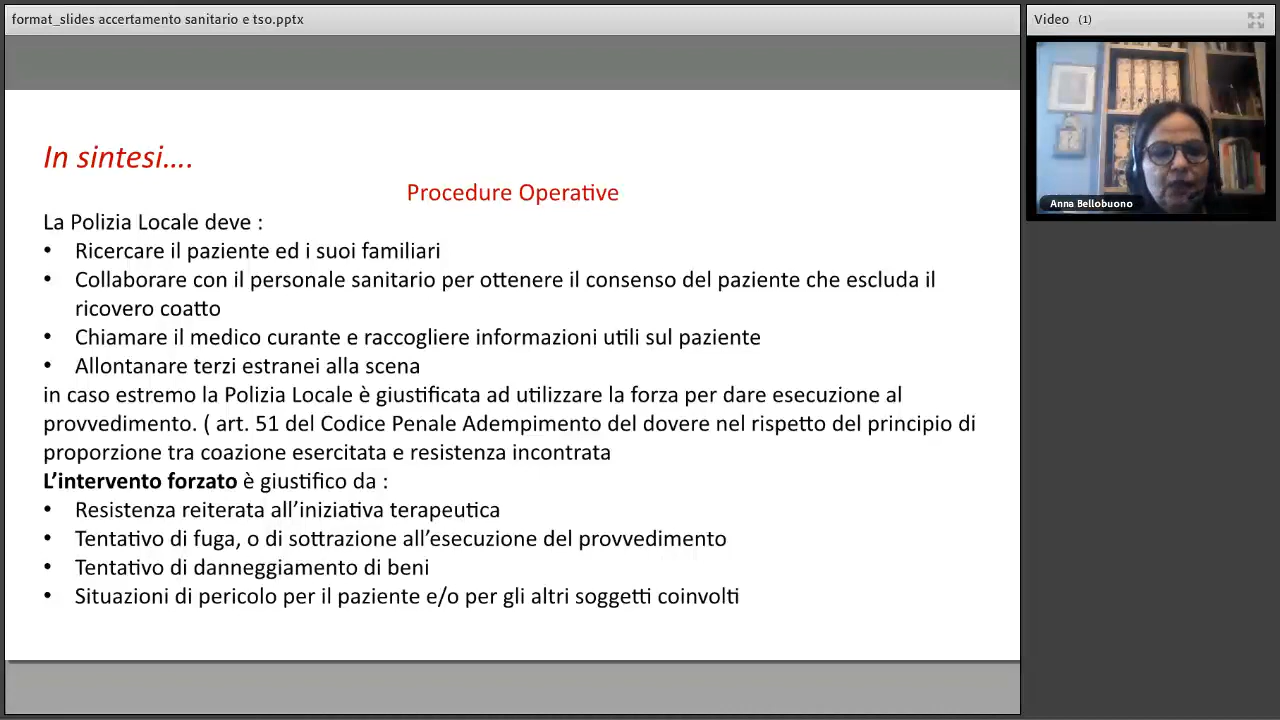 format_slides accertamento sanitario e tso.pptx
Video (1)
Anna Bellobuono
In sintesi....
Procedure Operative
La Polizia Locale deve :
• Ricercare il paziente ed i suoi familiari
• Collaborare con il personale sanitario per ottenere il consenso del paziente che escluda il
ricovero coatto
• Chiamare il medico curante e raccogliere informazioni utili sul paziente
• Allontanare terzi estranei alla scena
in caso estremo la Polizia Locale è giustificata ad utilizzare la forza per dare esecuzione al
provvedimento. ( art. 51 del Codice Penale Adempimento del dovere nel rispetto del principio di
proporzione tra coazione esercitata e resistenza incontrata
L’intervento forzato è giustifico da :
• Resistenza reiterata all’iniziativa terapeutica
• Tentativo di fuga, o di sottrazione all’esecuzione del provvedimento
• Tentativo di danneggiamento di beni
• Situazioni di pericolo per il paziente e/o per gli altri soggetti coinvolti